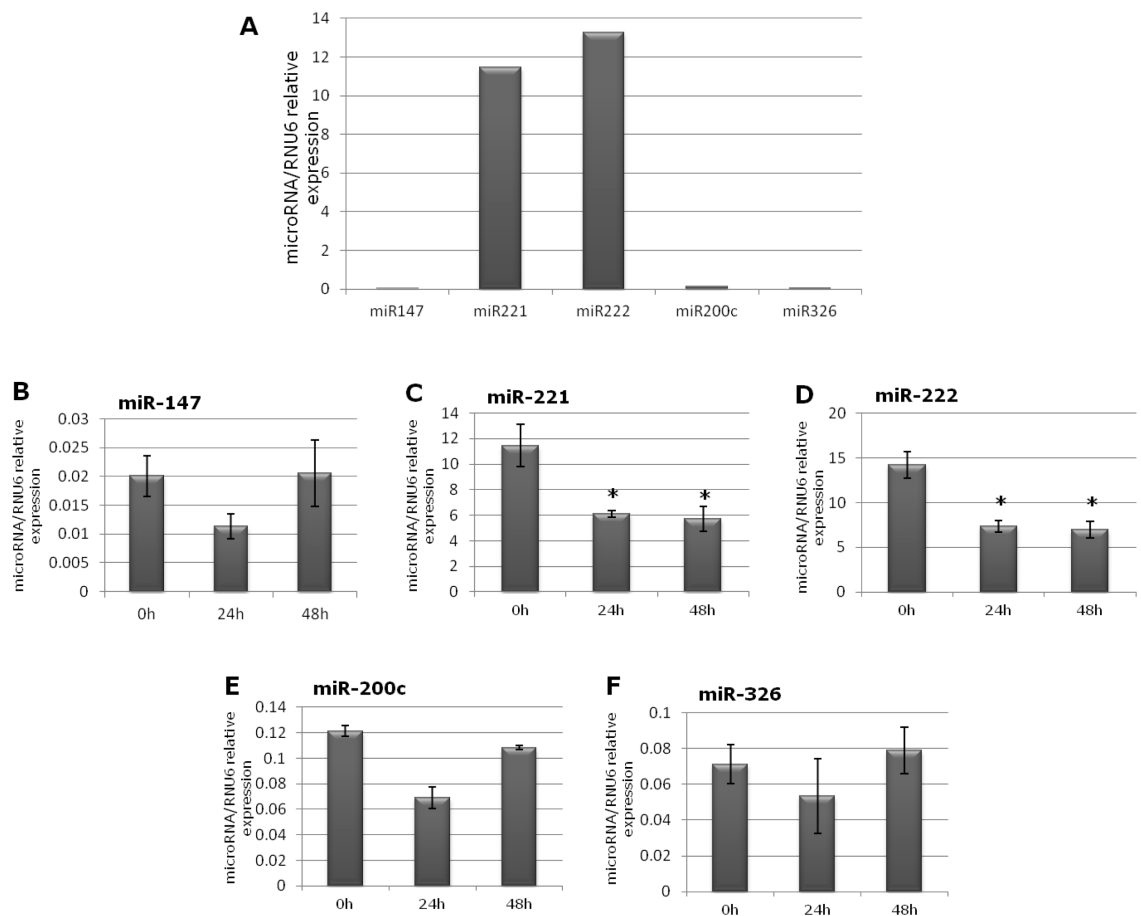 A
microRNA/RNU6 relative
expression
14
12
10
8
6
4
2
0
miR147
miR221
miR222
miR200c
miR326
B
miR-147
microRNA/RNU6 relative
expression
0.03
0.025
0.02
0.015
0.01
0.005
0
0h
24h
48h
C
miR-221
microRNA/RNU6 relative
expression
14
12
10
8
6
4
2
0
*
*
0h
24h
48h
D
miR-222
microRNA/RNU6 relative
expression
20
15
10
5
0
*
*
0h
24h
48h
E
miR-200c
microRNA/RNU6 relative
expression
0.14
0.12
0.1
0.08
0.06
0.04
0.02
0
0h
24h
48h
F
miR-326
microRNA/RNU6 relative
expression
0.1
0.08
0.06
0.04
0.02
0
0h
24h
48h